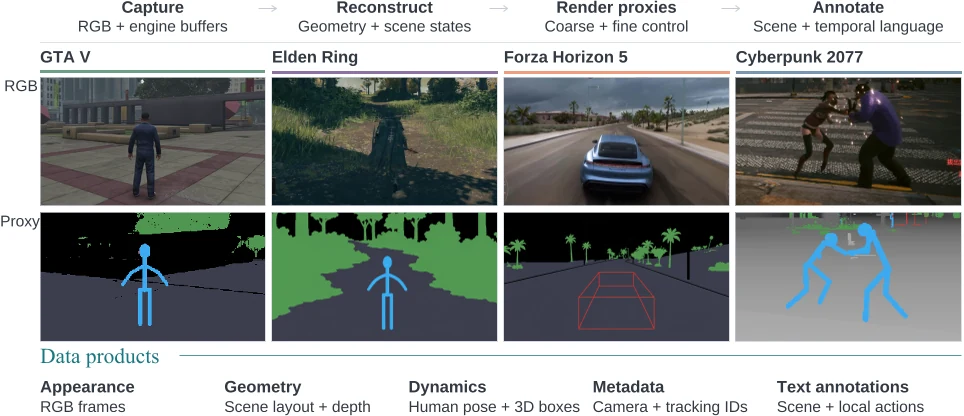 Capture → Reconstruct → Render proxies → Annotate
RGB + engine buffers Geometry + scene states Coarse + fine control Scene + temporal language
GTA V Elden Ring Forza Horizon 5 Cyberpunk 2077
RGB
Proxy
Data products
Appearance Geometry Dynamics Metadata Text annotations
RGB frames Scene layout + depth Human pose + 3D boxes Camera + tracking IDs Scene + local actions